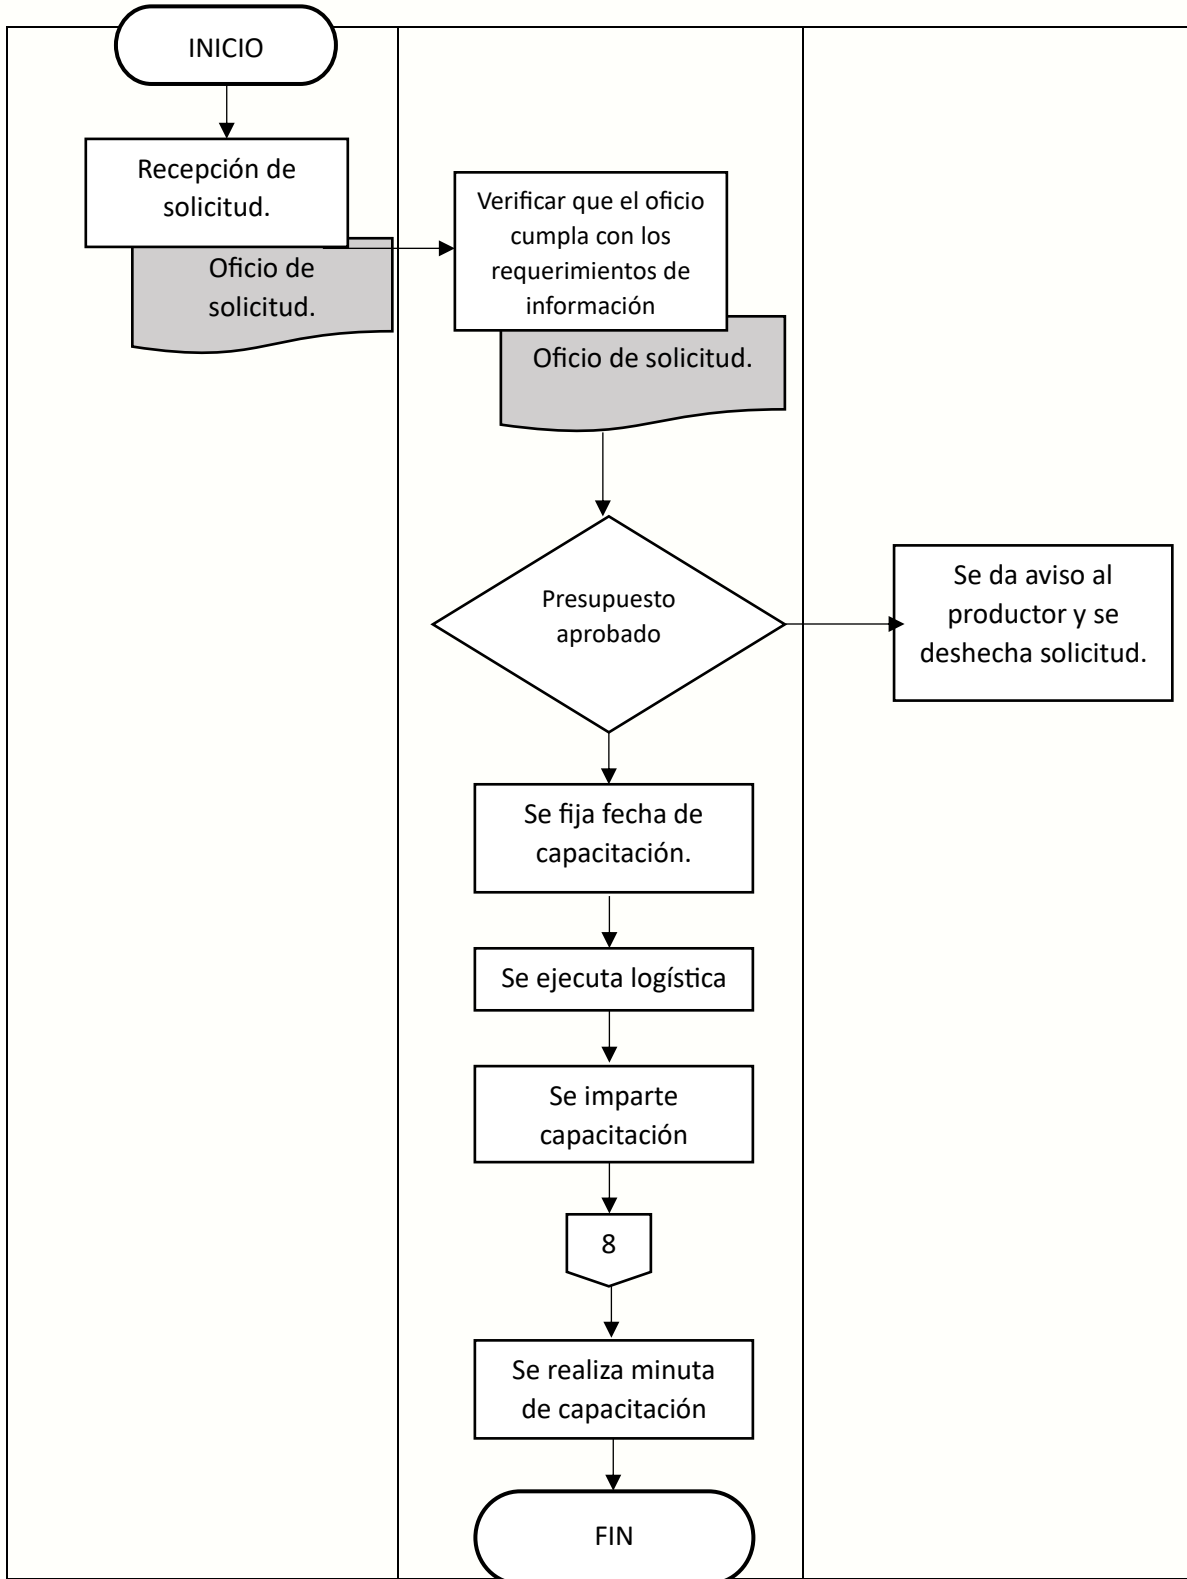 INICIO
Recepción de
solicitud.
Oficio de
solicitud.
Verificar que el oficio
cumpla con los
requerimientos de
información
Oficio de solicitud.
Presupuesto
aprobado
Se da aviso al
productor y se
deshecha solicitud.
Se fija fecha de
capacitación.
Se ejecuta logística
Se imparte
capacitación
8
Se realiza minuta
de capacitación
FIN